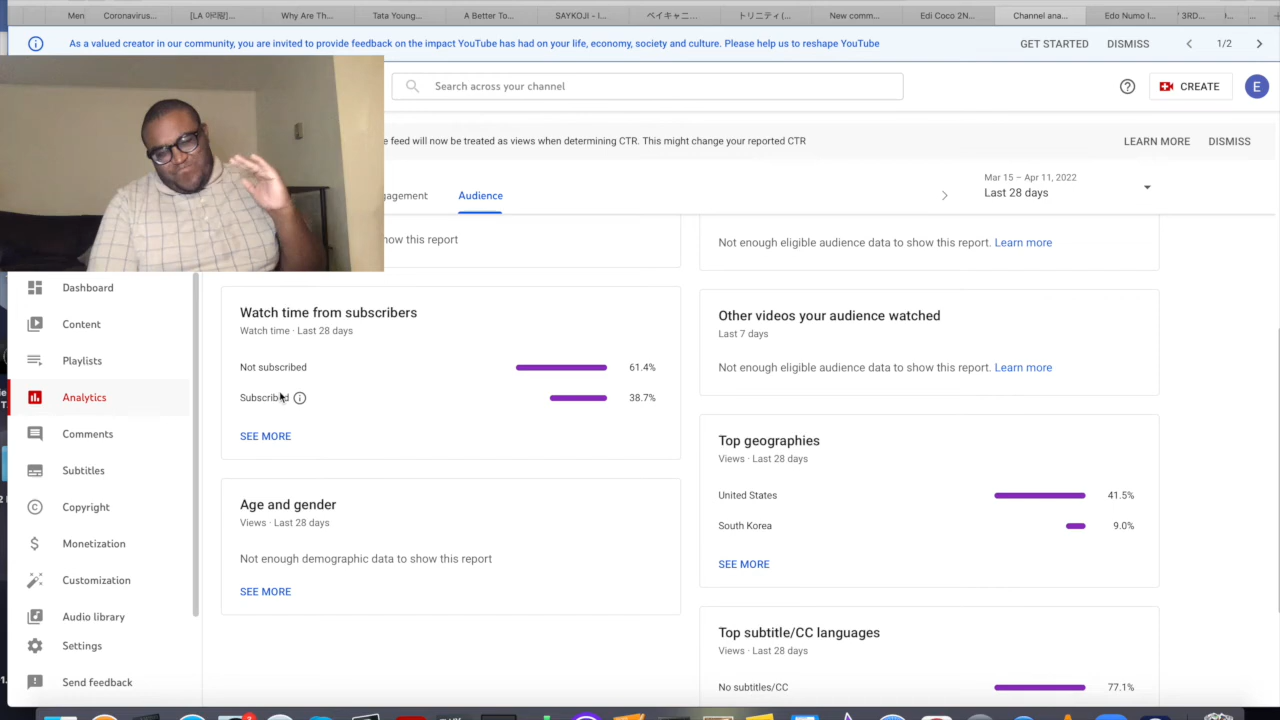 Men
Coronavirus...
[LA 아리랑]...
Why Are Th...
Tata Young...
A Better To...
SAYKOJI - I...
ベイキャニ...
トリニティ(...
New comm...
Edi Coco 2N...
Channel ana...
Edo Numo I...
3RD...
As a valued creator in our community, you are invited to provide feedback on the impact YouTube has had on your life, economy, society and culture. Please help us to reshape YouTube
GET STARTED
DISMISS
1/2
Search across your channel
CREATE
E
e feed will now be treated as views when determining CTR. This might change your reported CTR
LEARN MORE
DISMISS
gagement
Audience
Mar 15 – Apr 11, 2022
Last 28 days
how this report
Not enough eligible audience data to show this report. Learn more
Dashboard
Content
Playlists
Analytics
Comments
Subtitles
Copyright
Monetization
Customization
Audio library
Settings
Send feedback
Watch time from subscribers
Watch time · Last 28 days
Not subscribed 61.4%
Subscribed 38.7%
SEE MORE
Age and gender
Views · Last 28 days
Not enough demographic data to show this report
SEE MORE
Other videos your audience watched
Last 7 days
Not enough eligible audience data to show this report. Learn more
Top geographies
Views · Last 28 days
United States 41.5%
South Korea 9.0%
SEE MORE
Top subtitle/CC languages
Views · Last 28 days
No subtitles/CC 77.1%